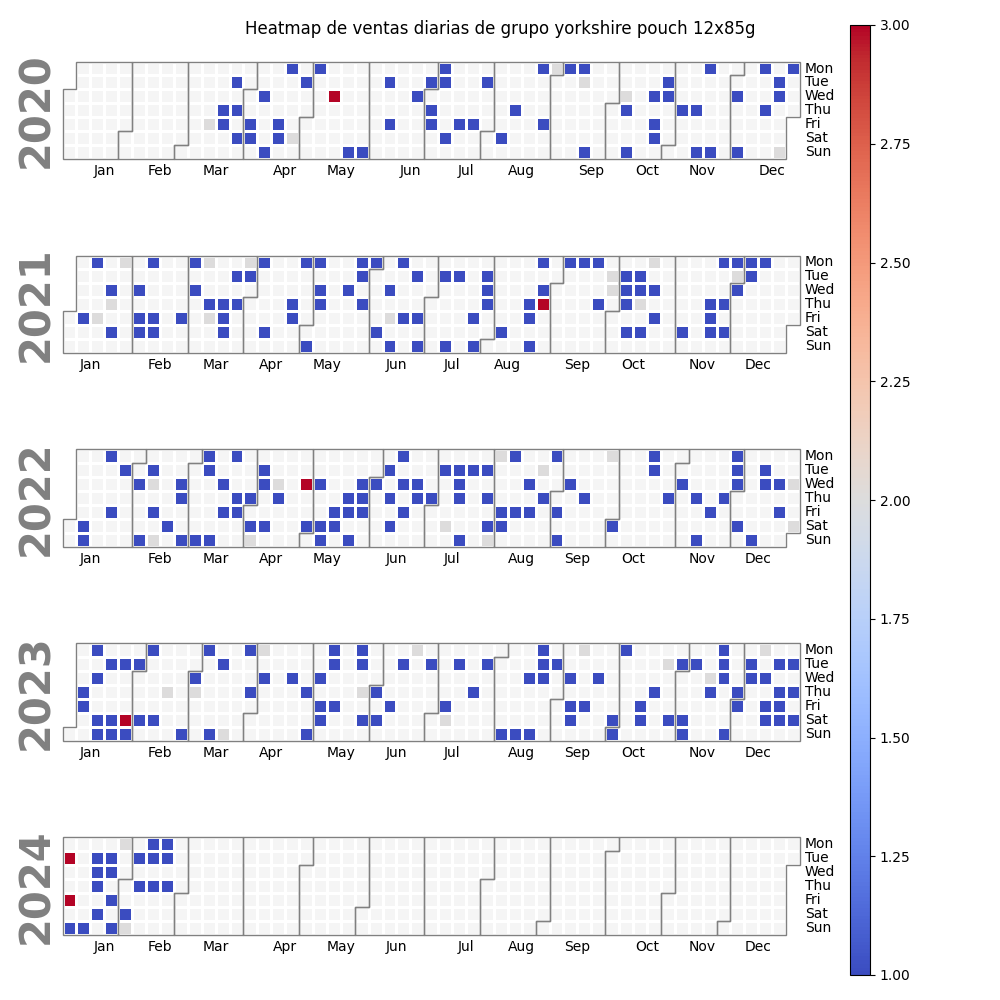 Heatmap de ventas diarias de grupo yorkshire pouch 12x85g
2020
Mon
Tue
Wed
Thu
Fri
Sat
Sun
Jan Feb Mar Apr May Jun Jul Aug Sep Oct Nov Dec
2021
Mon
Tue
Wed
Thu
Fri
Sat
Sun
Jan Feb Mar Apr May Jun Jul Aug Sep Oct Nov Dec
2022
Mon
Tue
Wed
Thu
Fri
Sat
Sun
Jan Feb Mar Apr May Jun Jul Aug Sep Oct Nov Dec
2023
Mon
Tue
Wed
Thu
Fri
Sat
Sun
Jan Feb Mar Apr May Jun Jul Aug Sep Oct Nov Dec
2024
Mon
Tue
Wed
Thu
Fri
Sat
Sun
Jan Feb Mar Apr May Jun Jul Aug Sep Oct Nov Dec
3.00
2.75
2.50
2.25
2.00
1.75
1.50
1.25
1.00